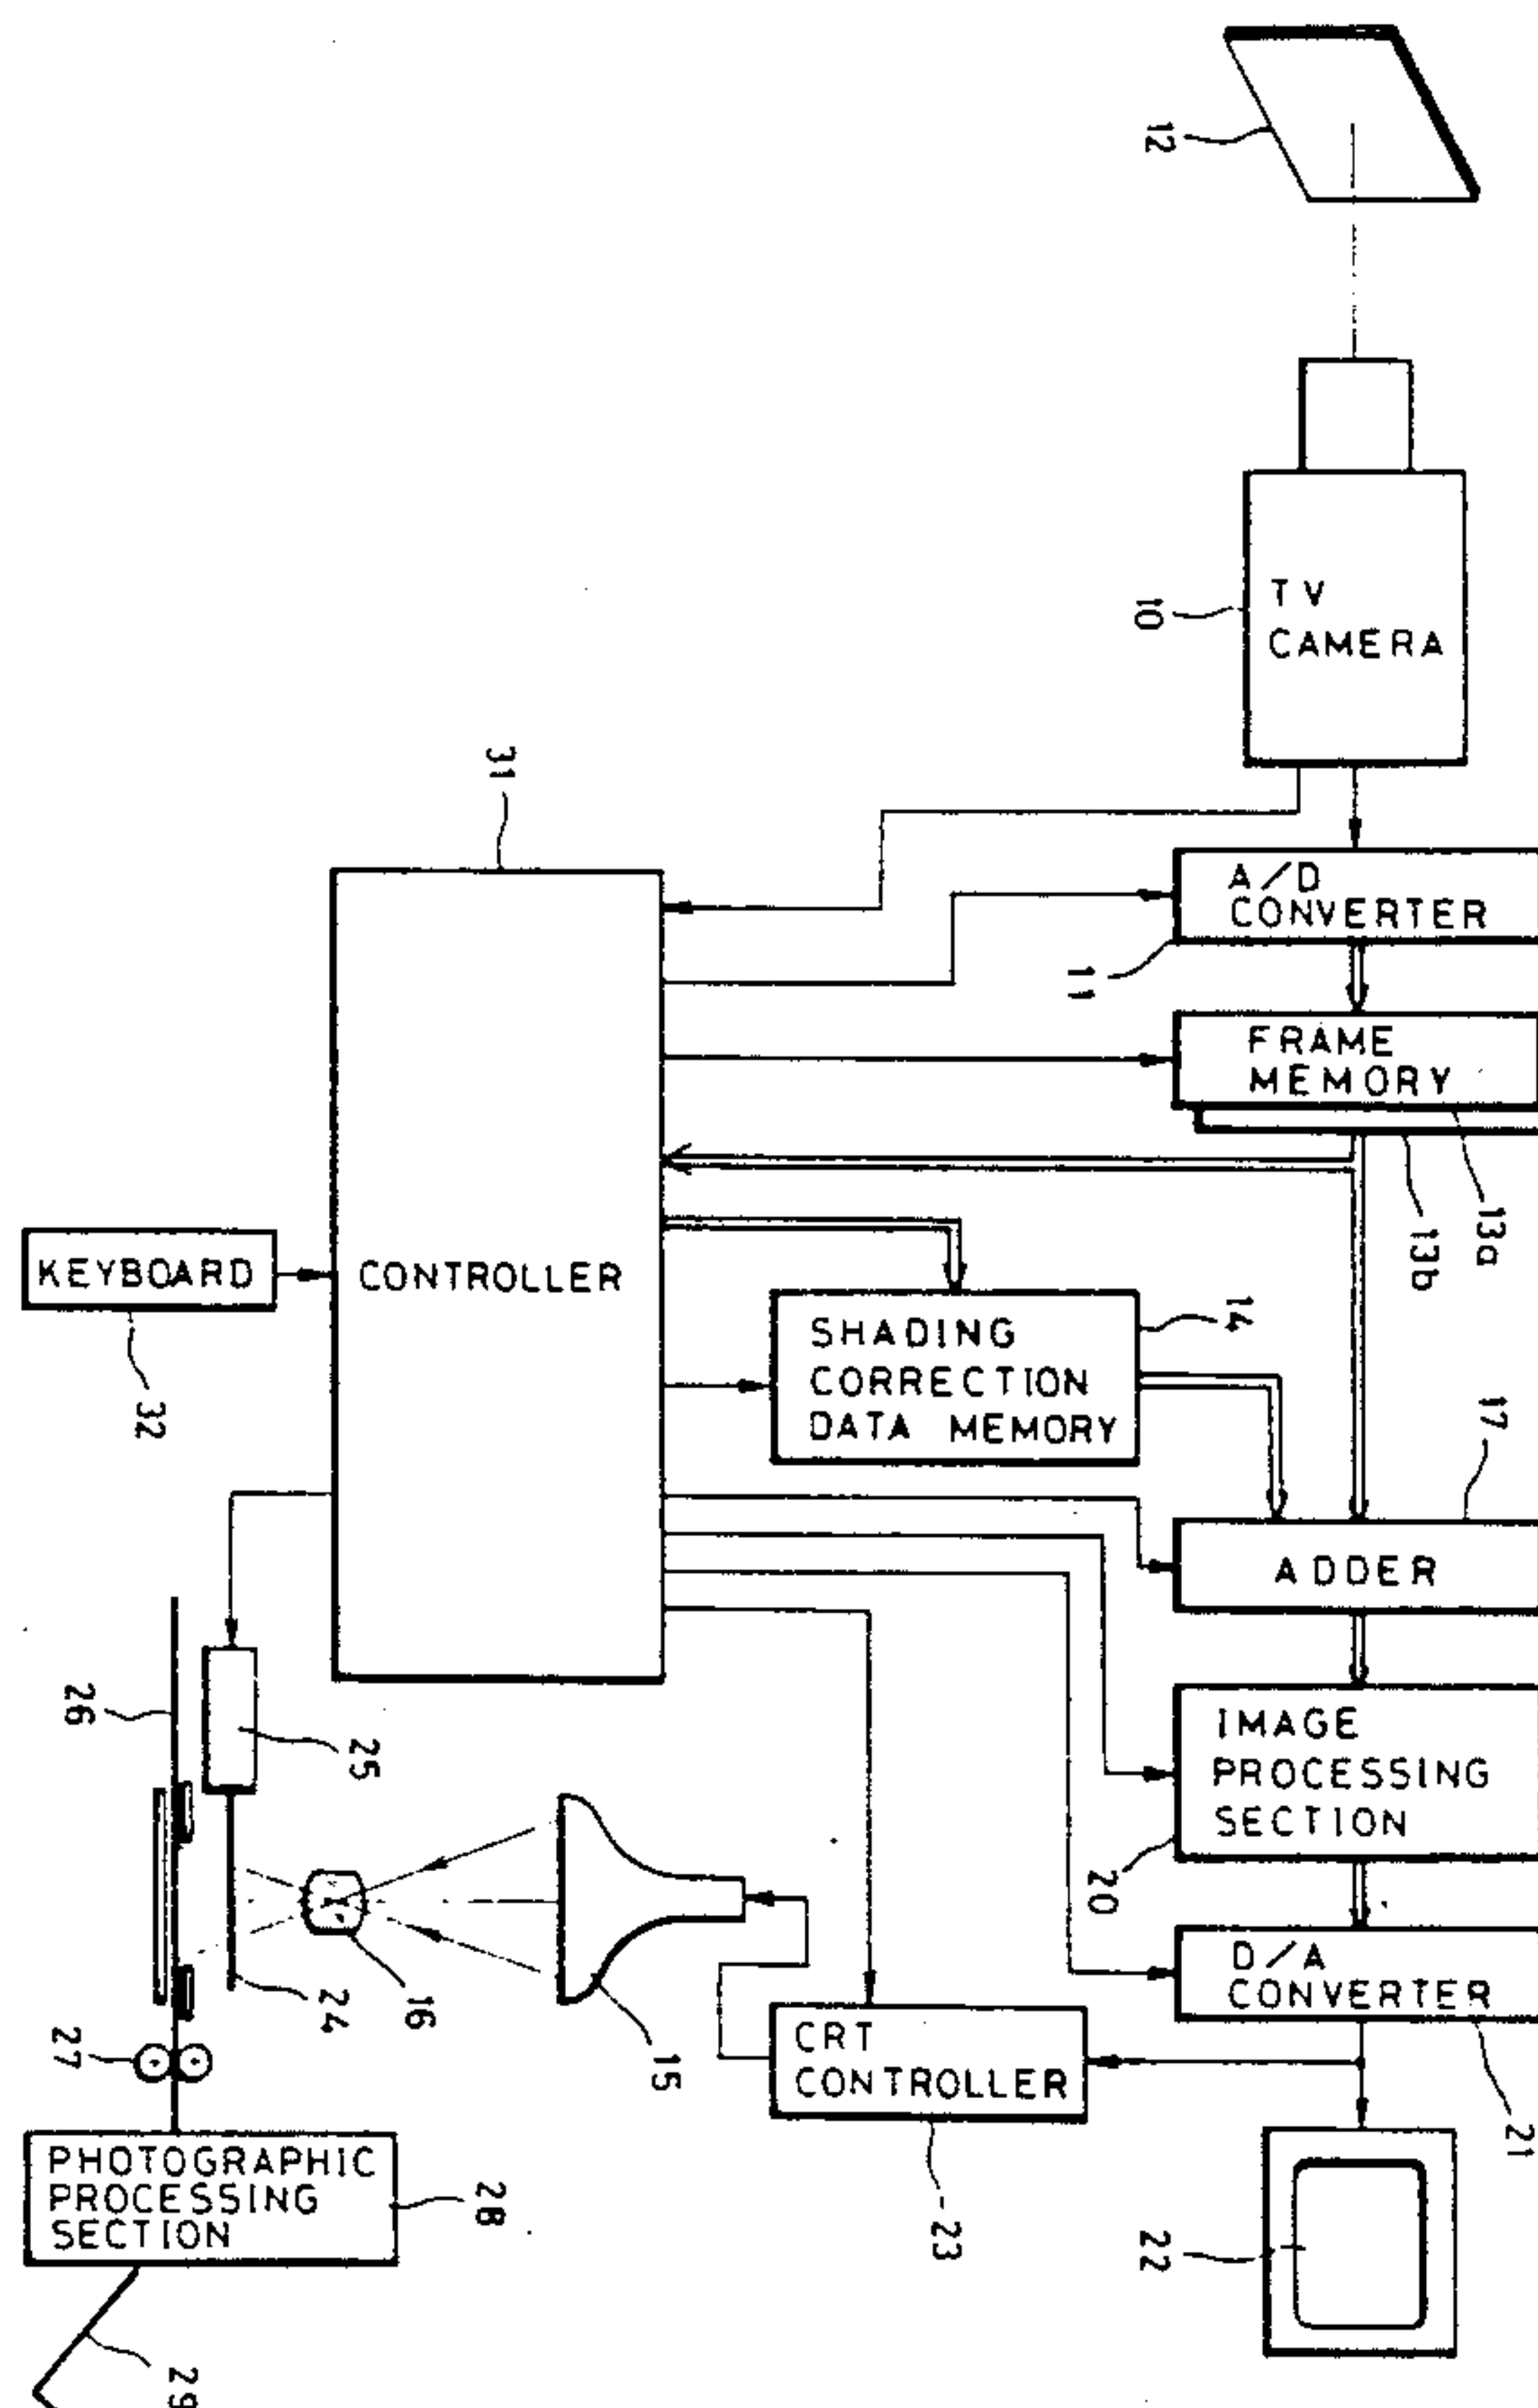 12
TV
CAMERA
10
31
A/D
CONVERTER
11
FRAME
MEMORY
13a
13b
KEYBOARD
32
CONTROLLER
SHADING
CORRECTION
DATA MEMORY
14
17
ADDER
IMAGE
PROCESSING
SECTION
20
26
25
24
16
15
D/A
CONVERTER
21
CRT
CONTROLLER
23
22
27
PHOTOGRAPHIC
PROCESSING
SECTION
28
29